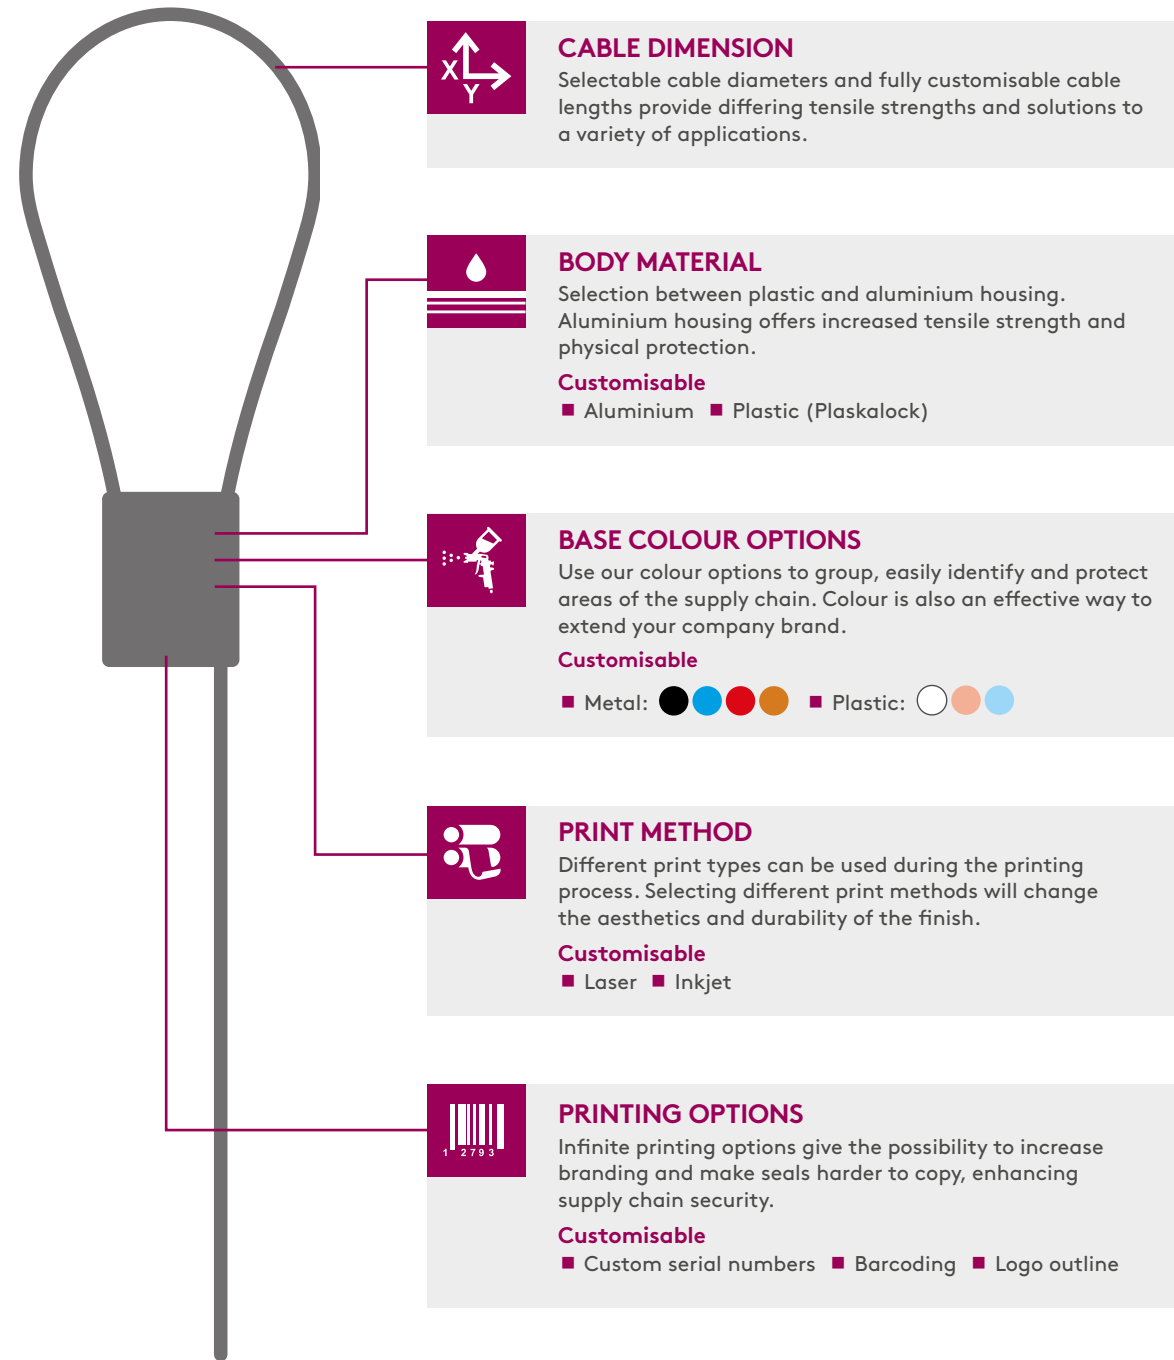 X
Y
CABLE DIMENSION
Selectable cable diameters and fully customisable cable
lengths provide differing tensile strengths and solutions to
a variety of applications.
BODY MATERIAL
Selection between plastic and aluminium housing.
Aluminium housing offers increased tensile strength and
physical protection.
Customisable
Aluminium Plastic (Plaskalock)
BASE COLOUR OPTIONS
Use our colour options to group, easily identify and protect
areas of the supply chain. Colour is also an effective way to
extend your company brand.
Customisable
Metal: Plastic:
PRINT METHOD
Different print types can be used during the printing
process. Selecting different print methods will change
the aesthetics and durability of the finish.
Customisable
Laser Inkjet
1 2793
PRINTING OPTIONS
Infinite printing options give the possibility to increase
branding and make seals harder to copy, enhancing
supply chain security.
Customisable
Custom serial numbers Barcoding Logo outline